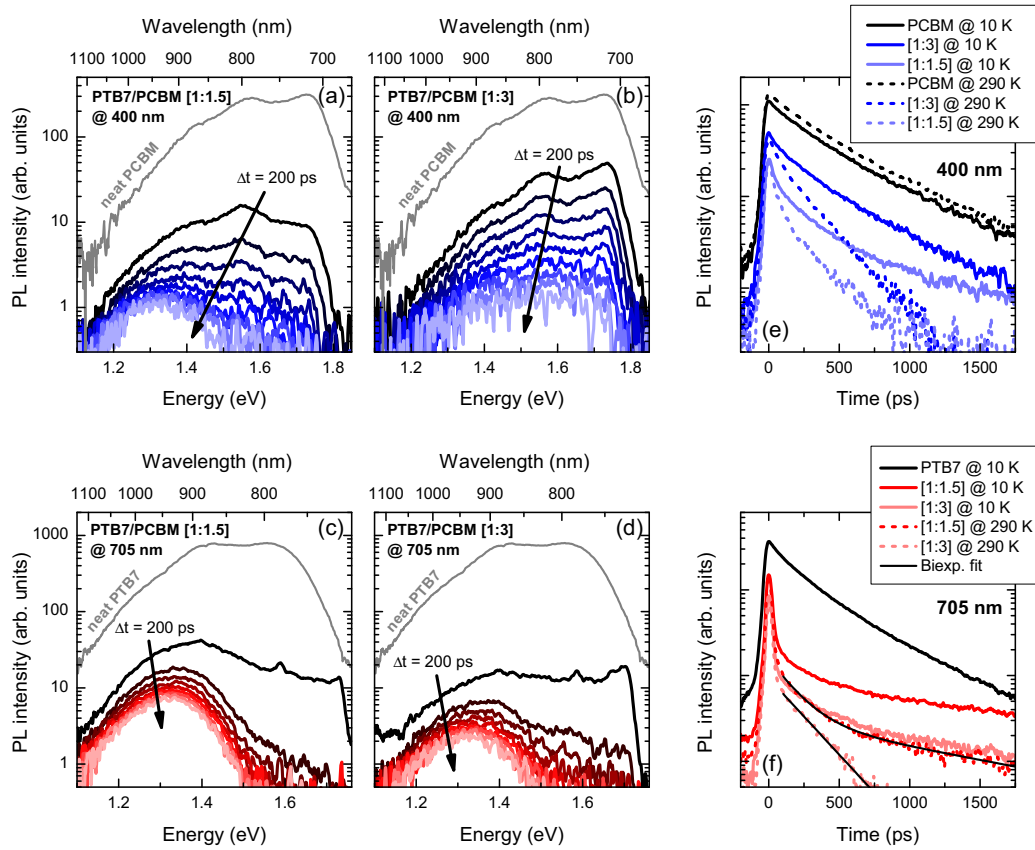 Wavelength (nm)
1100 1000 900 800 700
PTB7/PCBM [1:1.5]
@ 400 nm
(a)
neat PCBM
Δt = 200 ps
PL intensity (arb. units)
100
10
1
1.2 1.4 1.6 1.8
Energy (eV)
Wavelength (nm)
1100 1000 900 800 700
PTB7/PCBM [1:3]
@ 400 nm
(b)
neat PCBM
Δt = 200 ps
1.2 1.4 1.6 1.8
Energy (eV)
PCBM @ 10 K
[1:3] @ 10 K
[1:1.5] @ 10 K
PCBM @ 290 K
[1:3] @ 290 K
[1:1.5] @ 290 K
400 nm
PL intensity (arb. units)
(e)
0 500 1000 1500
Time (ps)
Wavelength (nm)
1100 1000 900 800
PTB7/PCBM [1:1.5]
@ 705 nm
(c)
neat PTB7
Δt = 200 ps
PL intensity (arb. units)
1000
100
10
1
1.2 1.4 1.6
Energy (eV)
Wavelength (nm)
1100 1000 900 800
PTB7/PCBM [1:3]
@ 705 nm
(d)
neat PTB7
Δt = 200 ps
1.2 1.4 1.6
Energy (eV)
PTB7 @ 10 K
[1:1.5] @ 10 K
[1:3] @ 10 K
[1:1.5] @ 290 K
[1:3] @ 290 K
Biexp. fit
705 nm
PL intensity (arb. units)
(f)
0 500 1000 1500
Time (ps)